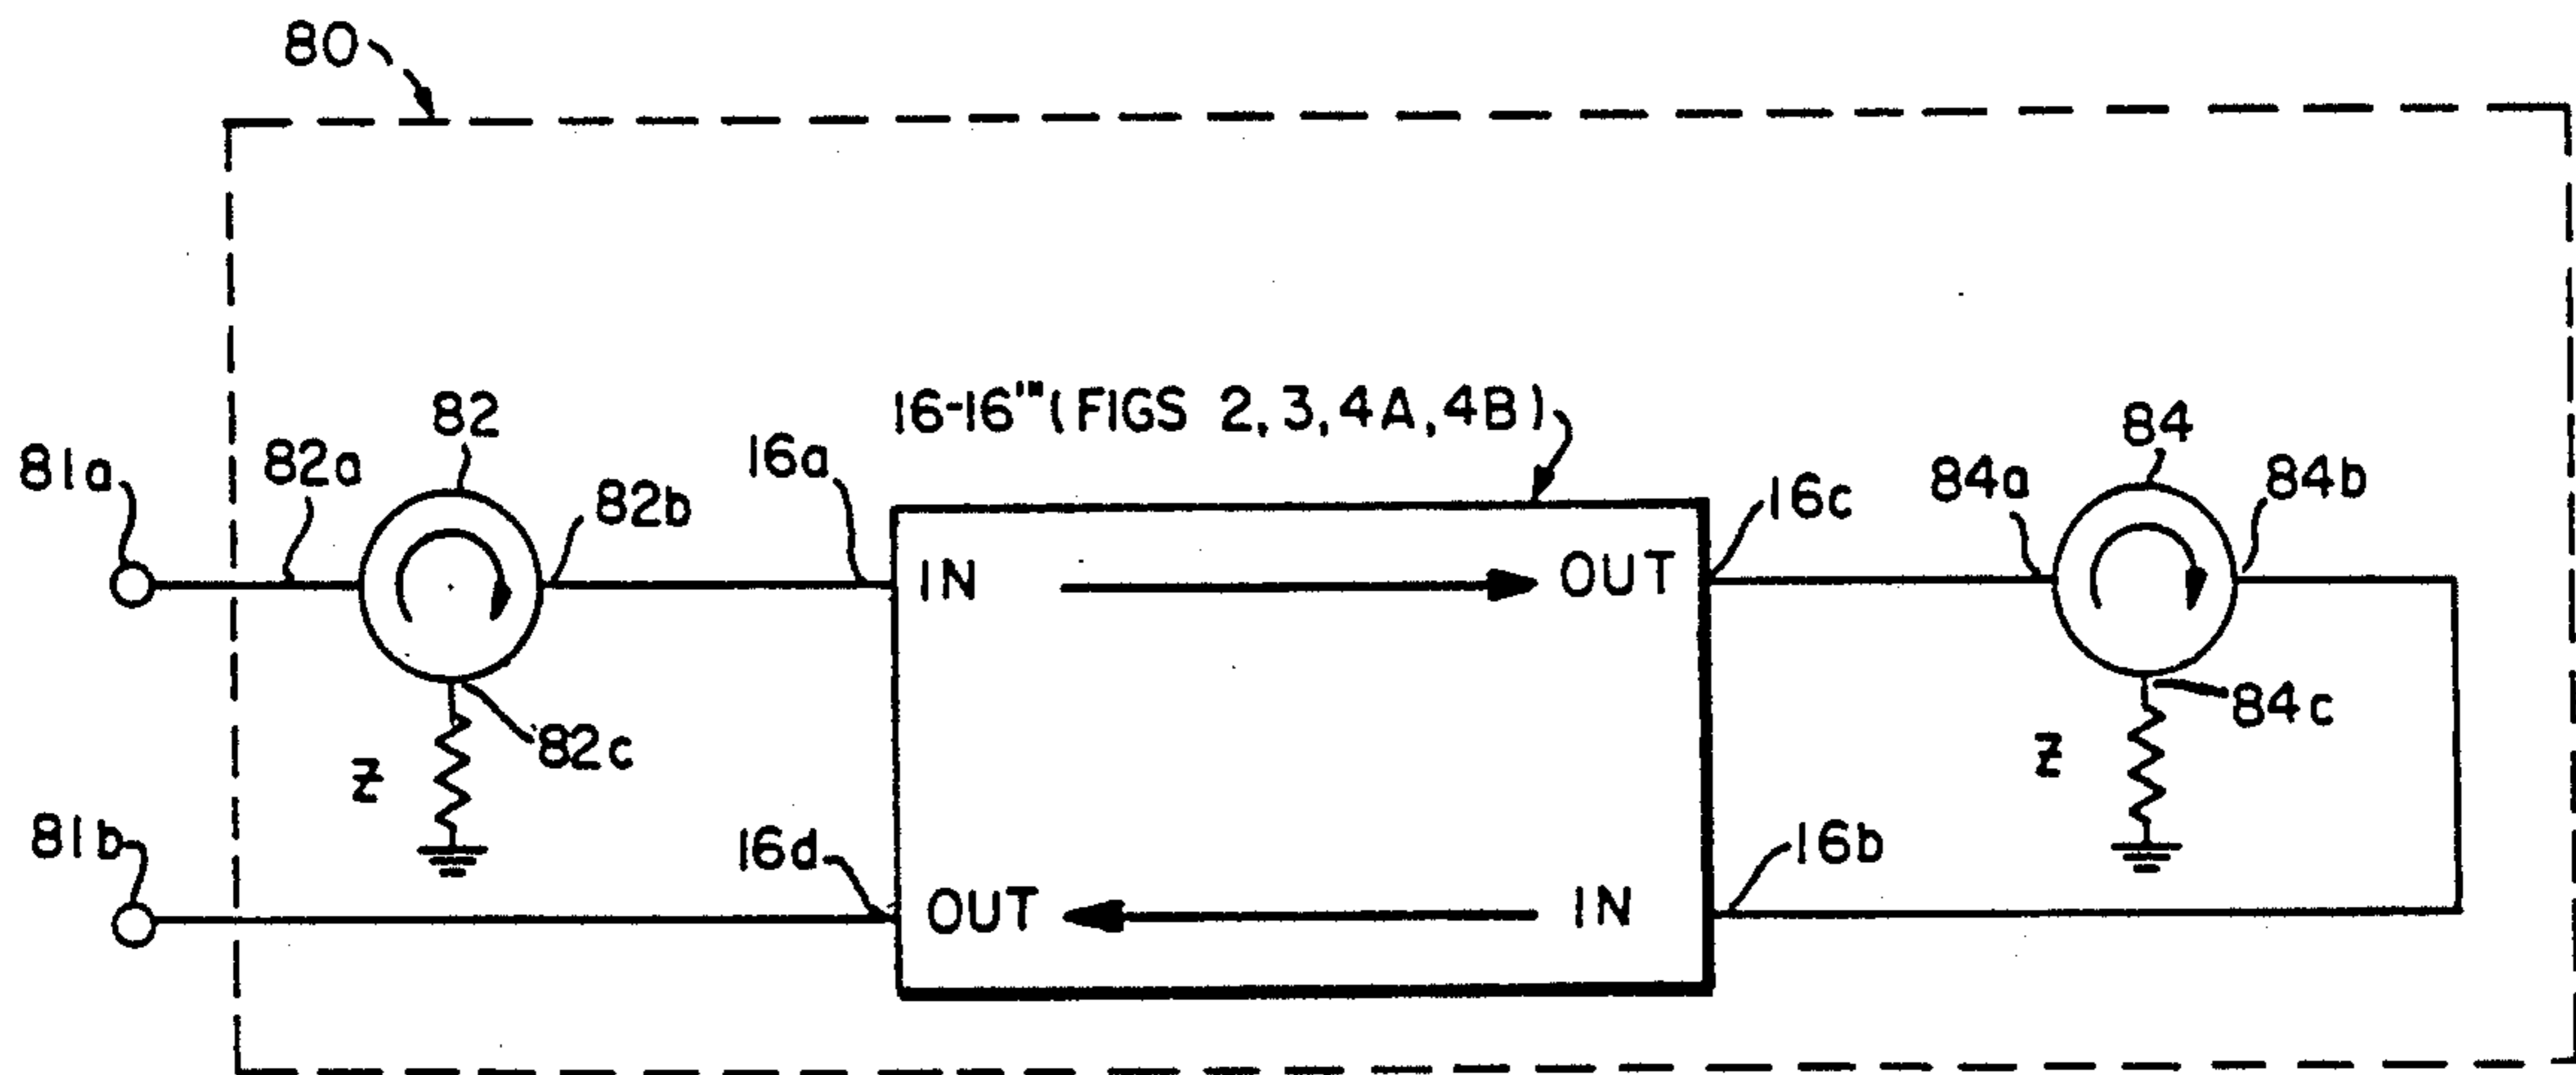 80
16-16''' (FIGS 2, 3, 4A, 4B)
82
84
81a
82a
82b
16a
16c
84a
84b
IN
OUT
82c
84c
Z
Z
81b
16d
16b
OUT
IN